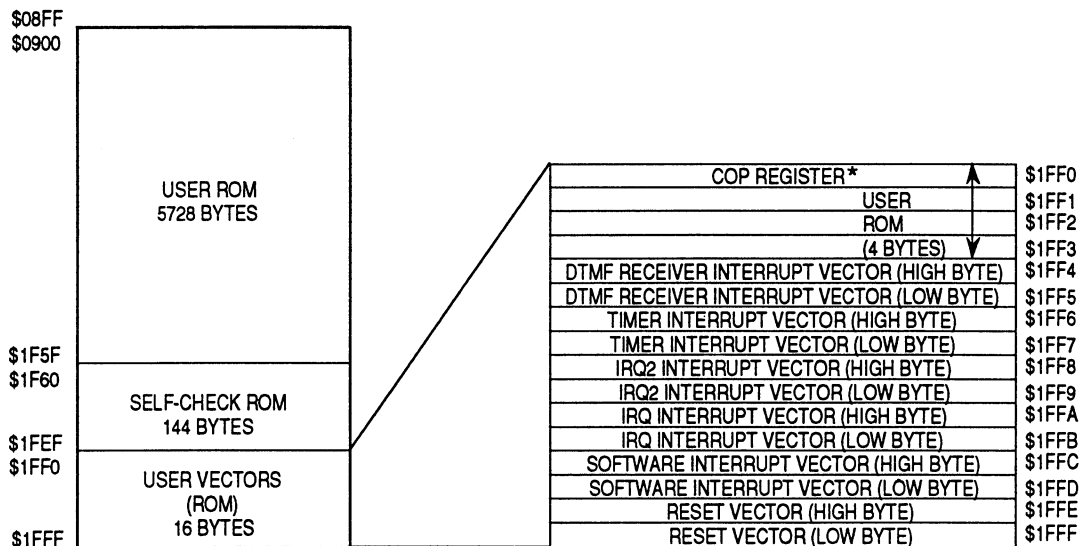 $08FF
$0900
USER ROM
5728 BYTES
$1F5F
$1F60
SELF-CHECK ROM
144 BYTES
$1FEF
$1FF0
USER VECTORS
(ROM)
16 BYTES
$1FFF
COP REGISTER* $1FF0
USER $1FF1
ROM $1FF2
(4 BYTES) $1FF3
DTMF RECEIVER INTERRUPT VECTOR (HIGH BYTE) $1FF4
DTMF RECEIVER INTERRUPT VECTOR (LOW BYTE) $1FF5
TIMER INTERRUPT VECTOR (HIGH BYTE) $1FF6
TIMER INTERRUPT VECTOR (LOW BYTE) $1FF7
IRQ2 INTERRUPT VECTOR (HIGH BYTE) $1FF8
IRQ2 INTERRUPT VECTOR (LOW BYTE) $1FF9
IRQ INTERRUPT VECTOR (HIGH BYTE) $1FFA
IRQ INTERRUPT VECTOR (LOW BYTE) $1FFB
SOFTWARE INTERRUPT VECTOR (HIGH BYTE) $1FFC
SOFTWARE INTERRUPT VECTOR (LOW BYTE) $1FFD
RESET VECTOR (HIGH BYTE) $1FFE
RESET VECTOR (LOW BYTE) $1FFF